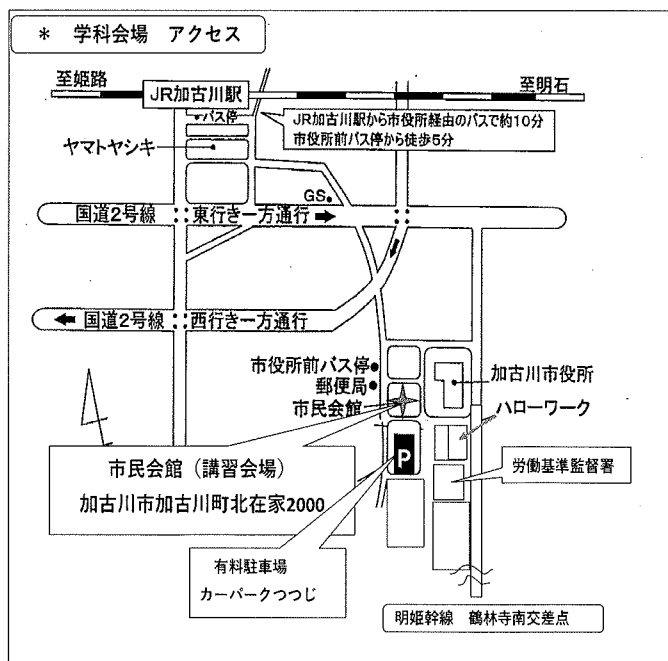 ＊　学科会場　アクセス
至姫路
JR加古川駅
至明石
バス停
JR加古川駅から市役所経由のバスで約10分
市役所前バス停から徒歩5分
ヤマトヤシキ
GS
国道2号線
東行き一方通行
国道2号線
西行き一方通行
市役所前バス停
郵便局
市民会館
加古川市役所
ハローワーク
市民会館（講習会場）
加古川市加古川町北在家2000
P
労働基準監督署
有料駐車場
カーパークつつじ
明姫幹線　鶴林寺南交差点